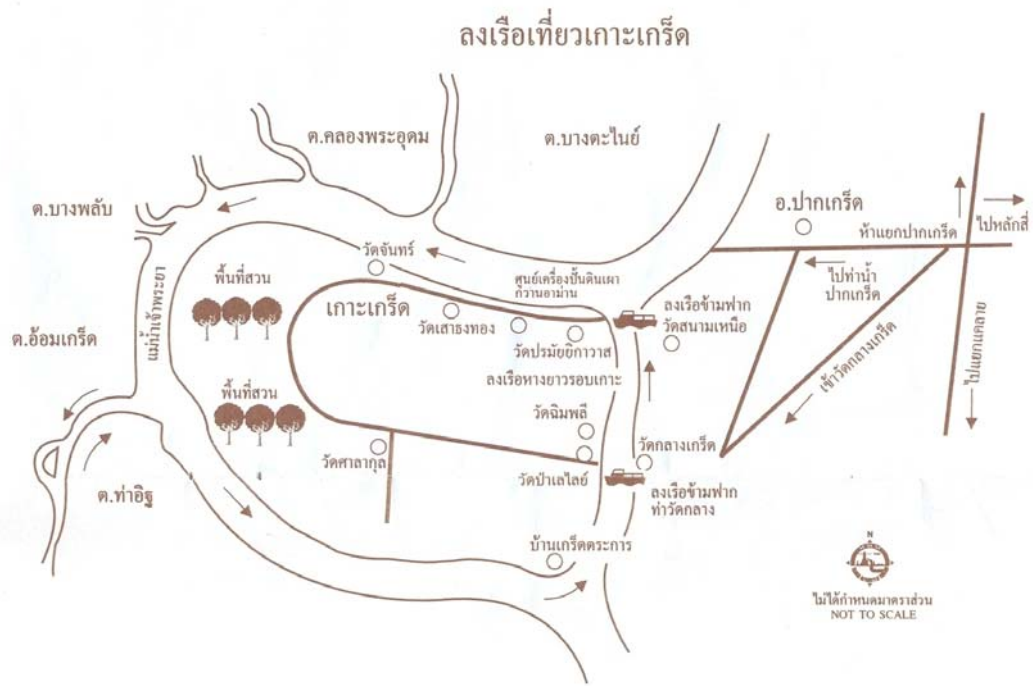 ลงเรือเที่ยวเกาะเกร็ด
ต.คลองพระอุดม
ต.บางตะไนย์
ต.บางพลับ
อ.ปากเกร็ด
ห้าแยกปากเกร็ด
ไปหลักสี่
วัดจันทร์
ศูนย์เครื่องปั้นดินเผา
กวานอาม่าน
ไปท่าน้ำ
ปากเกร็ด
พื้นที่สวน
เกาะเกร็ด
วัดเสาธงทอง
ลงเรือข้ามฟาก
วัดสนามเหนือ
แม่น้ำเจ้าพระยา
ต.อ้อมเกร็ด
วัดปรมัยยิกาวาส
ลงเรือหางยาวรอบเกาะ
เข้าวัดกลางเกร็ด
ไปแยกแคลาย
พื้นที่สวน
วัดฉิมพลี
วัดศาลากุล
วัดกลางเกร็ด
วัดป่าเลไลย์
ต.ท่าอิฐ
ลงเรือข้ามฟาก
ท่าวัดกลาง
บ้านเกร็ดตระการ
N
ไม่ได้กำหนดมาตราส่วน
NOT TO SCALE